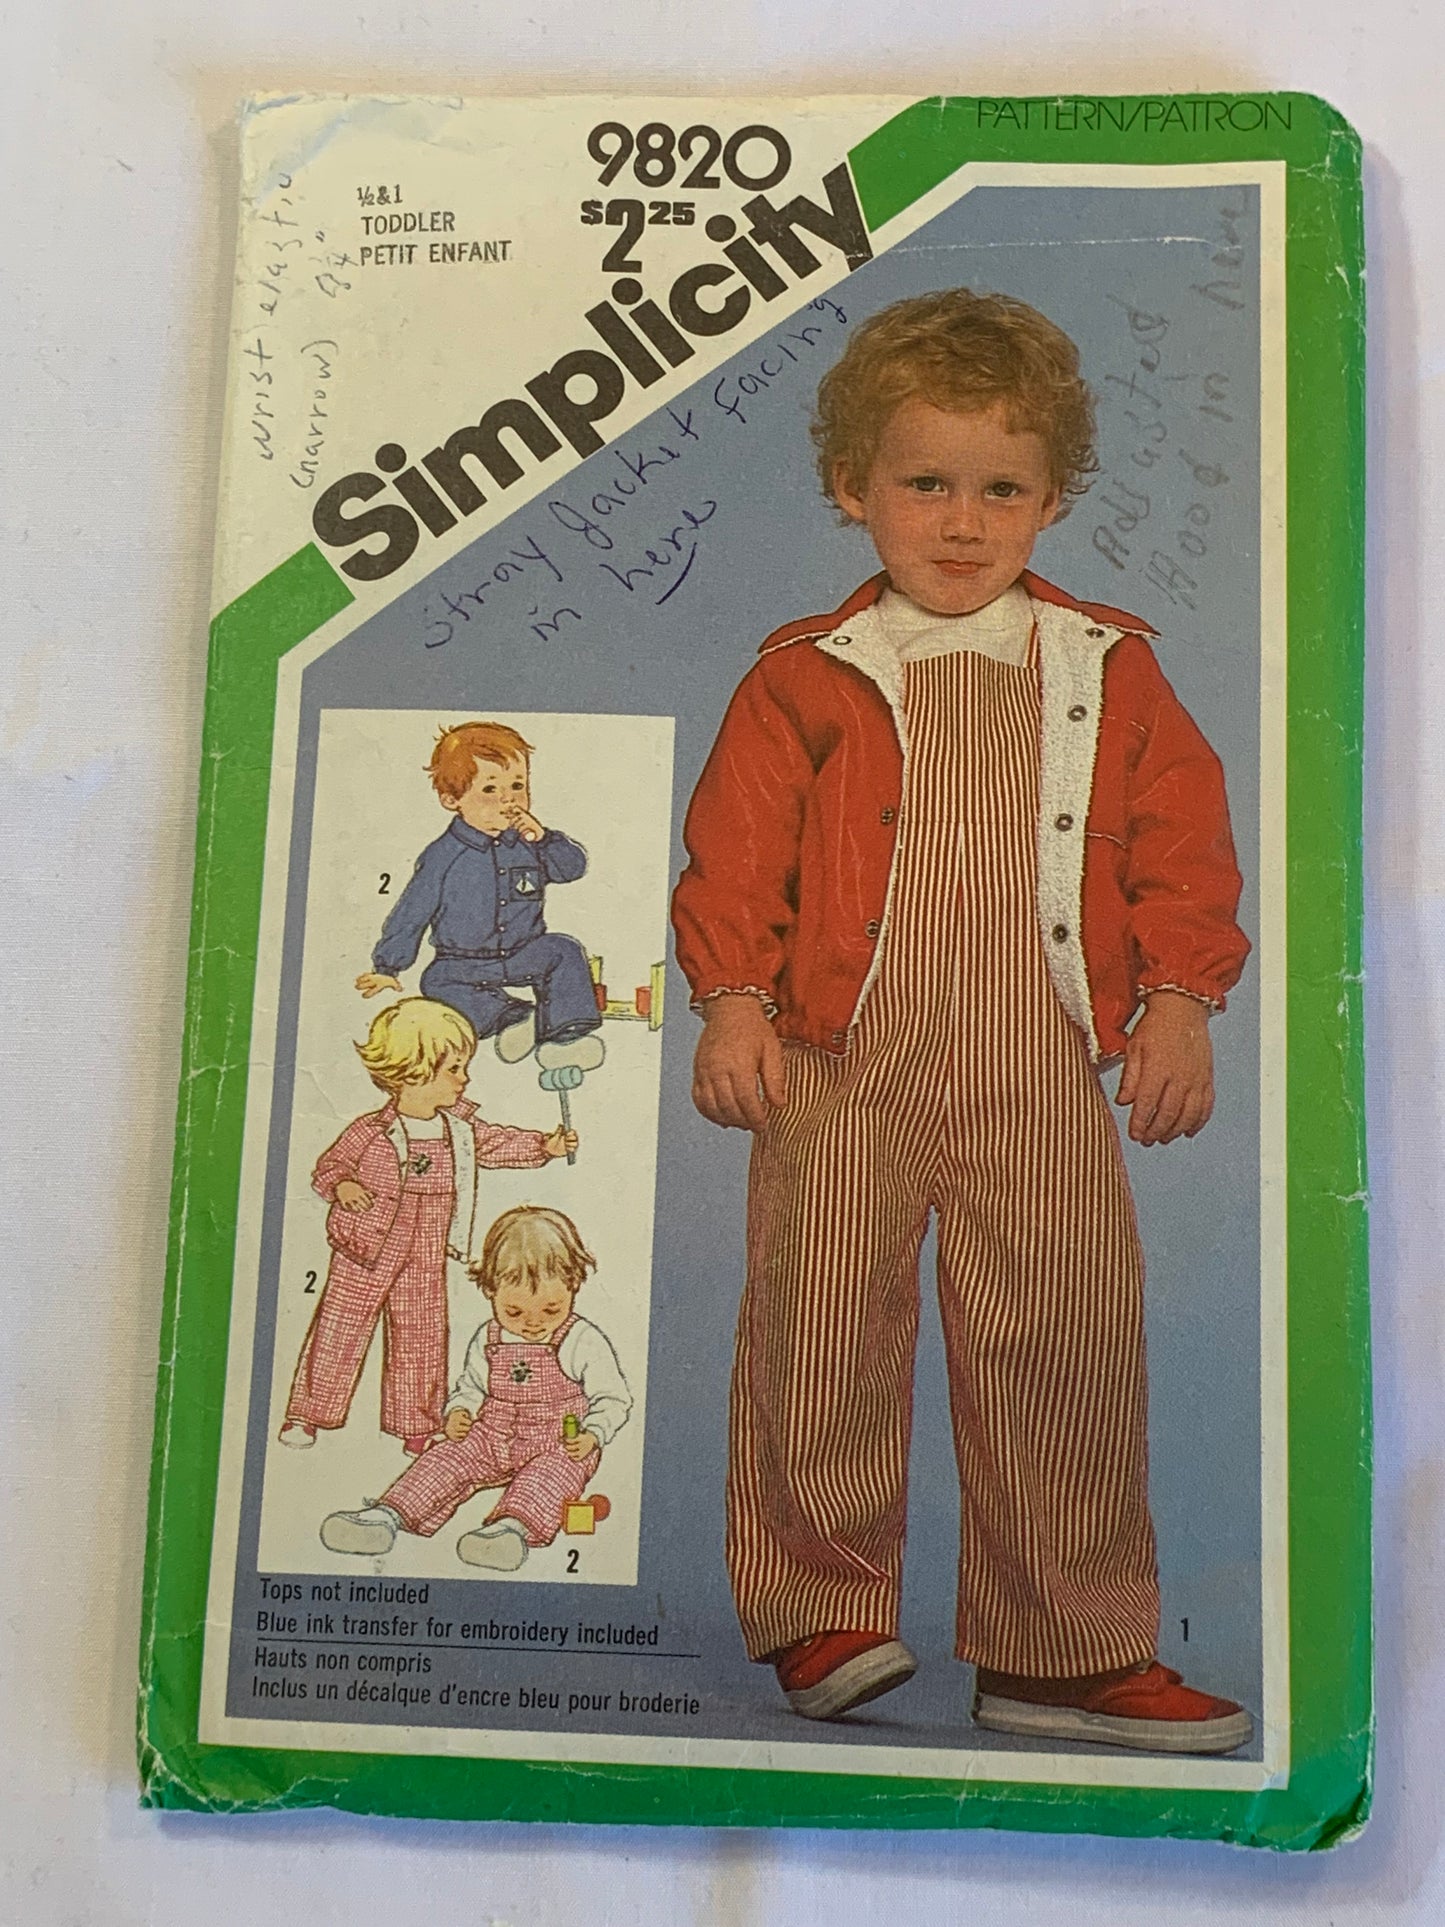 PATTERN/PATRON
9820
$2.25
½&1
TODDLER
PETIT ENFANT
Simplicity
wrist elastic
(narrow) 8¼"
stray Jacket Facing
in here
Hood in here
2
2
2
1
Tops not included
Blue ink transfer for embroidery included
Hauts non compris
Inclus un décalque d'encre bleu pour broderie